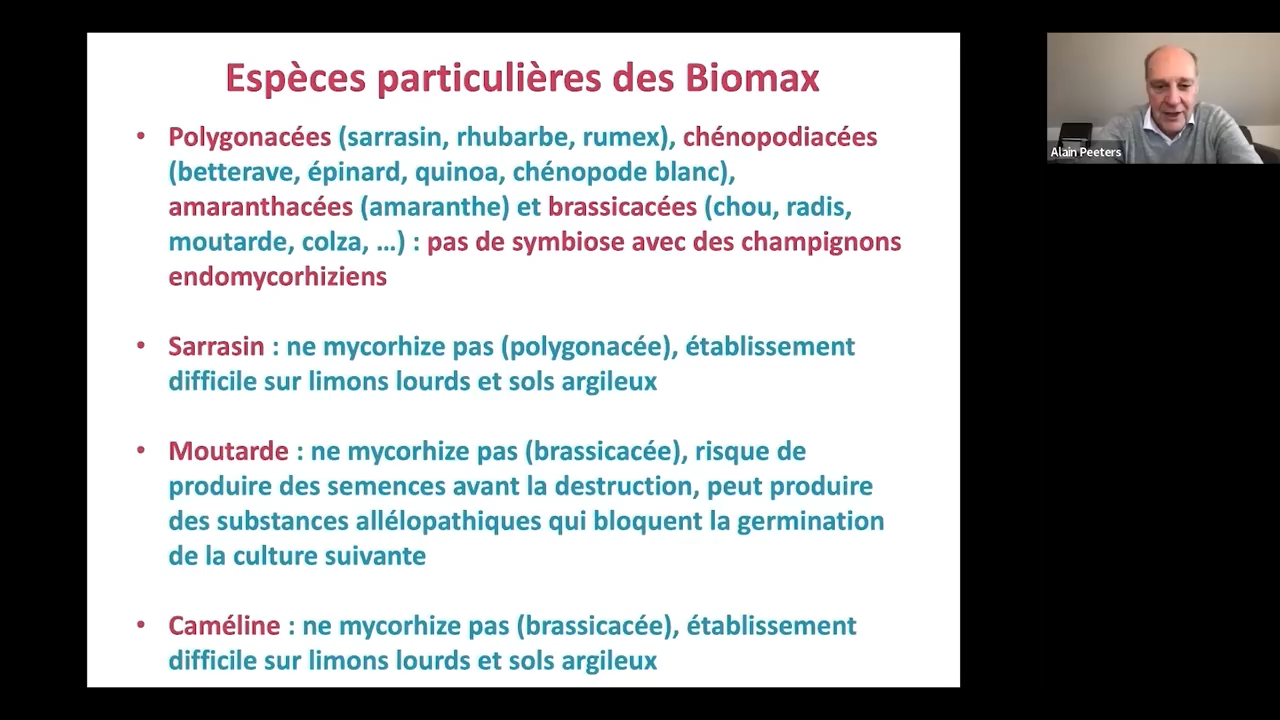 Espèces particulières des Biomax
• Polygonacées (sarrasin, rhubarbe, rumex), chénopodiacées
(betterave, épinard, quinoa, chénopode blanc),
amaranthacées (amaranthe) et brassicacées (chou, radis,
moutarde, colza, …) : pas de symbiose avec des champignons
endomycorhiziens
• Sarrasin : ne mycorhize pas (polygonacée), établissement
difficile sur limons lourds et sols argileux
• Moutarde : ne mycorhize pas (brassicacée), risque de
produire des semences avant la destruction, peut produire
des substances allélopathiques qui bloquent la germination
de la culture suivante
• Caméline : ne mycorhize pas (brassicacée), établissement
difficile sur limons lourds et sols argileux
Alain Peeters